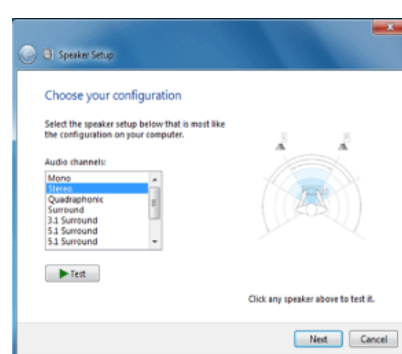 Speaker Setup
Choose your configuration
Select the speaker setup below that is most like
the configuration on your computer.
Audio channels:
Mono
Stereo
Quadraphonic
Surround
3.1 Surround
5.1 Surround
5.1 Surround
Test
Click any speaker above to test it.
Next
Cancel